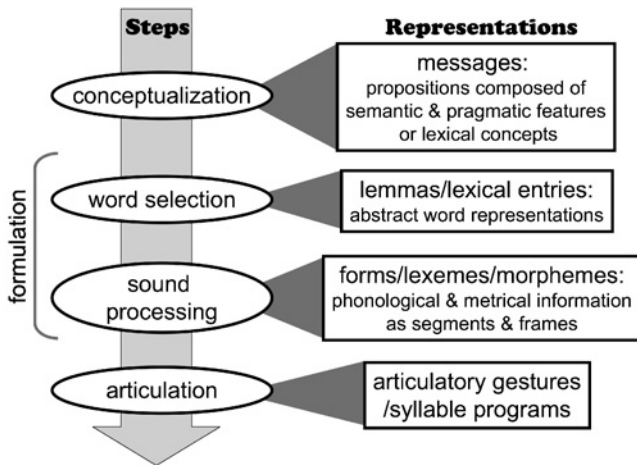 Steps
Representations
conceptualization
messages:
propositions composed of
semantic & pragmatic features
or lexical concepts
formulation
word selection
lemmas/lexical entries:
abstract word representations
sound
processing
forms/lexemes/morphemes:
phonological & metrical information
as segments & frames
articulation
articulatory gestures
/syllable programs